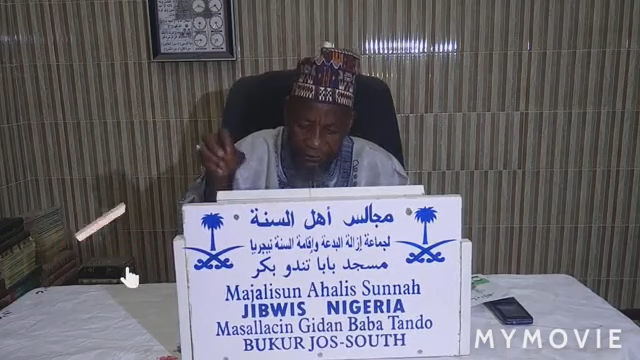 مجالس أهل السنة
لجماعة إزالة البدعة وإقامة السنة نيجريا
مسجد بابا تندو بكر
Majalisun Ahalis Sunnah
JIBWIS NIGERIA
Masallacin Gidan Baba Tando
BUKUR JOS-SOUTH
MYMOVIE